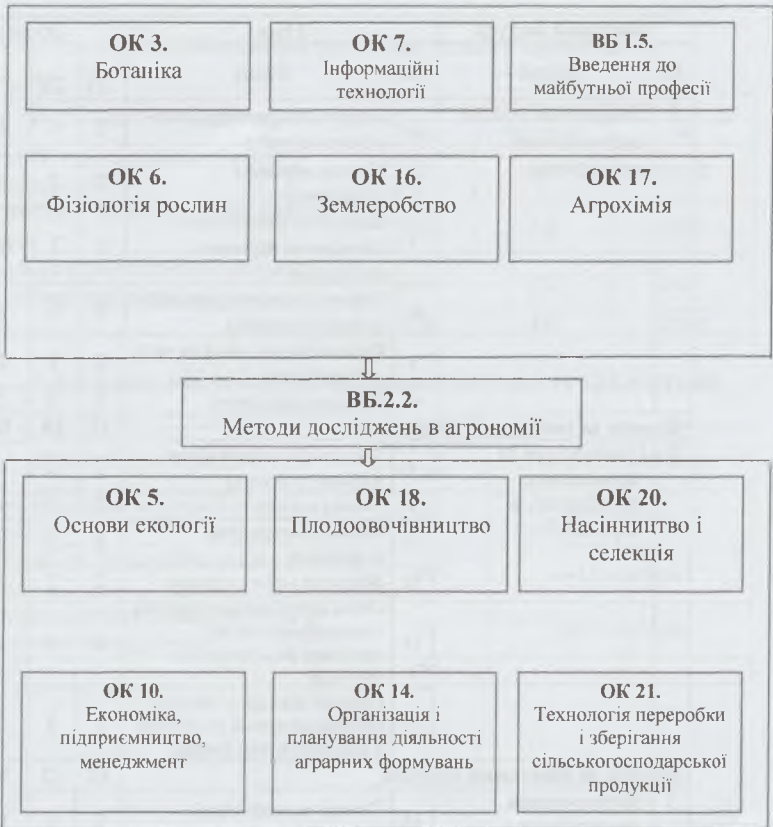 ОК 3.
Ботаніка
ОК 7.
Інформаційні
технології
ВБ 1.5.
Введення до
майбутньої професії
ОК 6.
Фізіологія рослин
ОК 16.
Землеробство
ОК 17.
Агрохімія
ВБ.2.2.
Методи досліджень в агрономії
ОК 5.
Основи екології
ОК 18.
Плодоовочівництво
ОК 20.
Насінництво і
селекція
ОК 10.
Економіка,
підприємництво,
менеджмент
ОК 14.
Організація і
планування діяльності
аграрних формувань
ОК 21.
Технологія переробки
і зберігання
сільськогосподарської
продукції